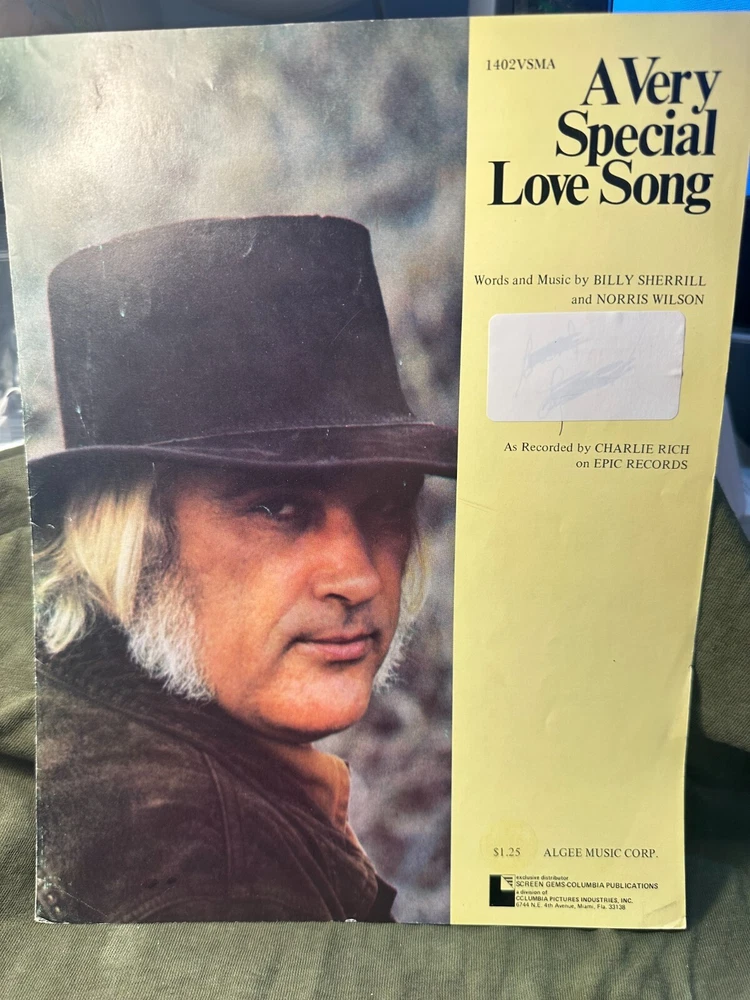 1402VSMA
A Very
Special
Love Song
Words and Music by BILLY SHERRILL
and NORRIS WILSON
As Recorded by CHARLIE RICH
on EPIC RECORDS
$1.25 ALGEE MUSIC CORP.
exclusive distributor
SCREEN GEMS-COLUMBIA PUBLICATIONS
a division of
COLUMBIA PICTURES INDUSTRIES, INC.
6744 N.E. 4th Avenue, Miami, Fla. 33138